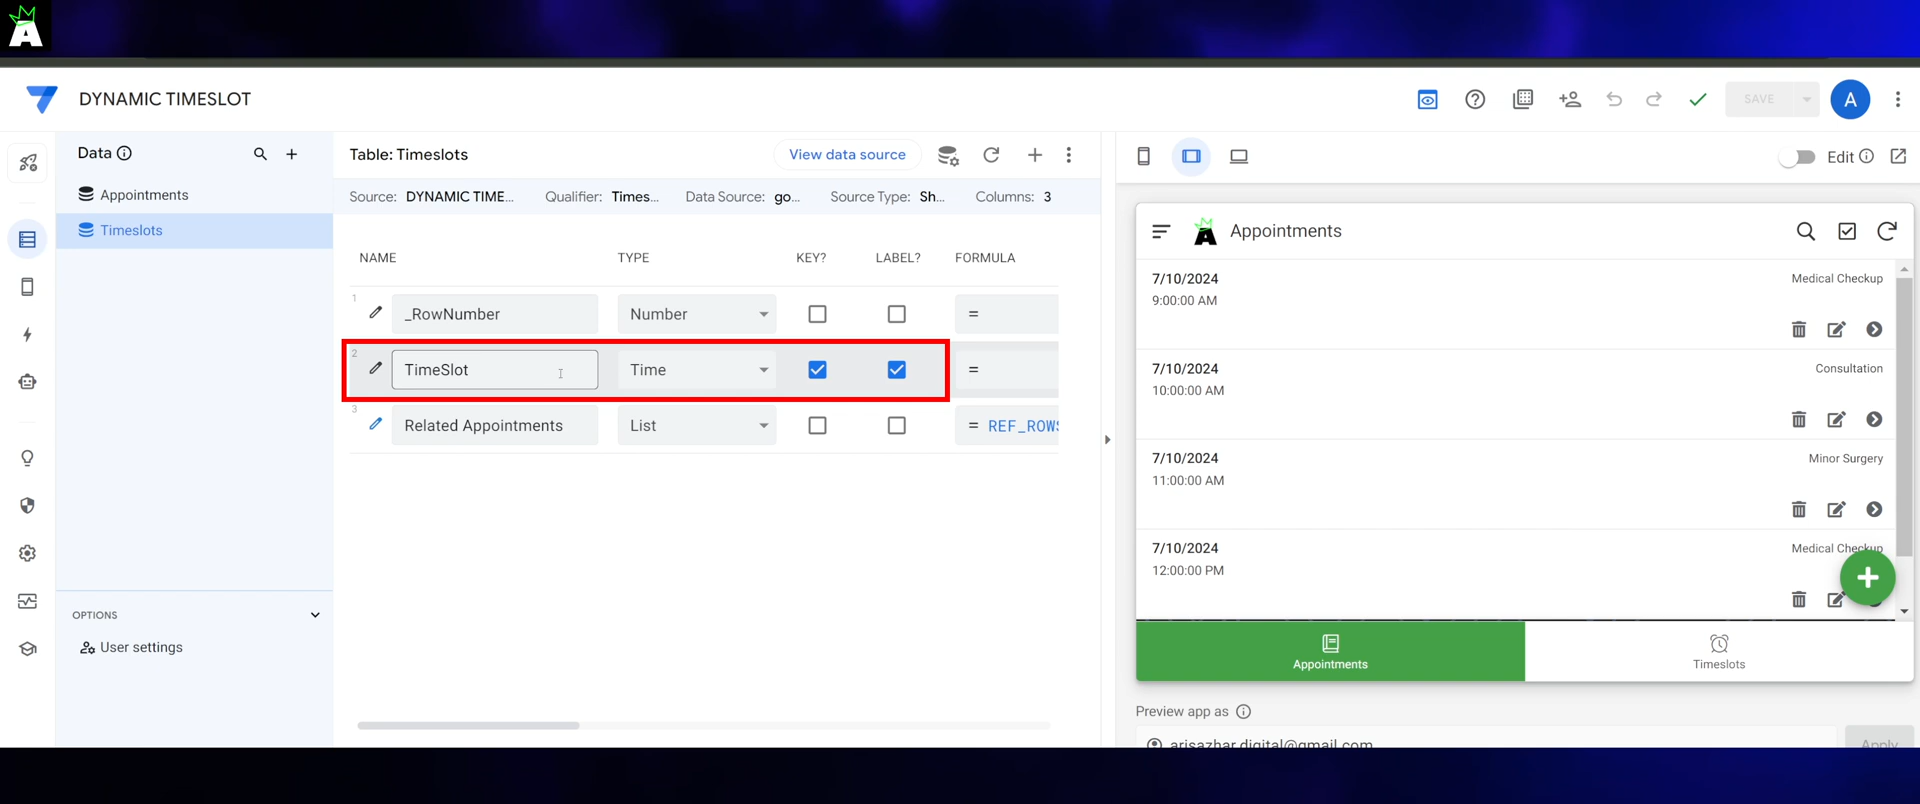 DYNAMIC TIMESLOT
SAVE
A
Data
Appointments
Timeslots
OPTIONS
User settings
Table: Timeslots
View data source
Source: DYNAMIC TIME... Qualifier: Times... Data Source: go... Source Type: Sh... Columns: 3
NAME TYPE KEY? LABEL? FORMULA
1 _RowNumber Number =
2 TimeSlot Time =
3 Related Appointments List = REF_ROWS
Edit
Appointments
7/10/2024 Medical Checkup
9:00:00 AM
7/10/2024 Consultation
10:00:00 AM
7/10/2024 Minor Surgery
11:00:00 AM
7/10/2024 Medical Checkup
12:00:00 PM
Appointments
Timeslots
Preview app as
arisazhar.digital@gmail.com
Apply